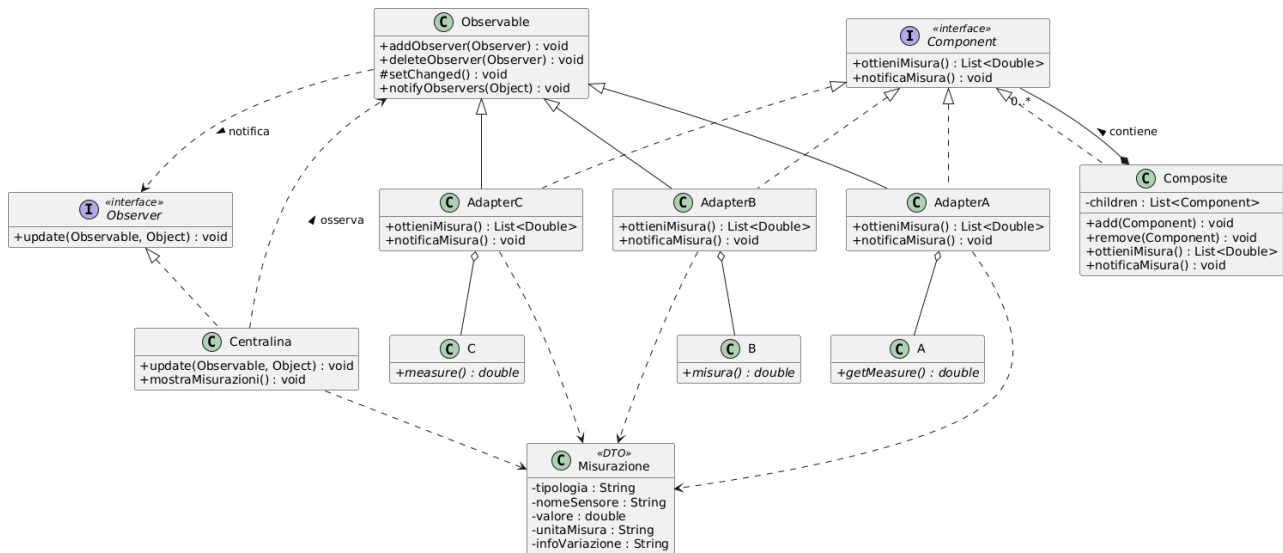 C Observable
+addObserver(Observer) : void
+deleteObserver(Observer) : void
#setChanged() : void
+notifyObservers(Object) : void
«interface»
I Component
+ottieniMisura() : List<Double>
+notificaMisura() : void
0..*
notifica
contiene
C Composite
-children : List<Component>
+add(Component) : void
+remove(Component) : void
+ottieniMisura() : List<Double>
+notificaMisura() : void
«interface»
I Observer
+update(Observable, Object) : void
osserva
C AdapterC
+ottieniMisura() : List<Double>
+notificaMisura() : void
C AdapterB
+ottieniMisura() : List<Double>
+notificaMisura() : void
C AdapterA
+ottieniMisura() : List<Double>
+notificaMisura() : void
C Centralina
+update(Observable, Object) : void
+mostraMisurazioni() : void
C C
+measure() : double
C B
+misura() : double
C A
+getMeasure() : double
«DTO»
C Misurazione
-tipologia : String
-nomeSensore : String
-valore : double
-unitaMisura : String
-infoVariazione : String